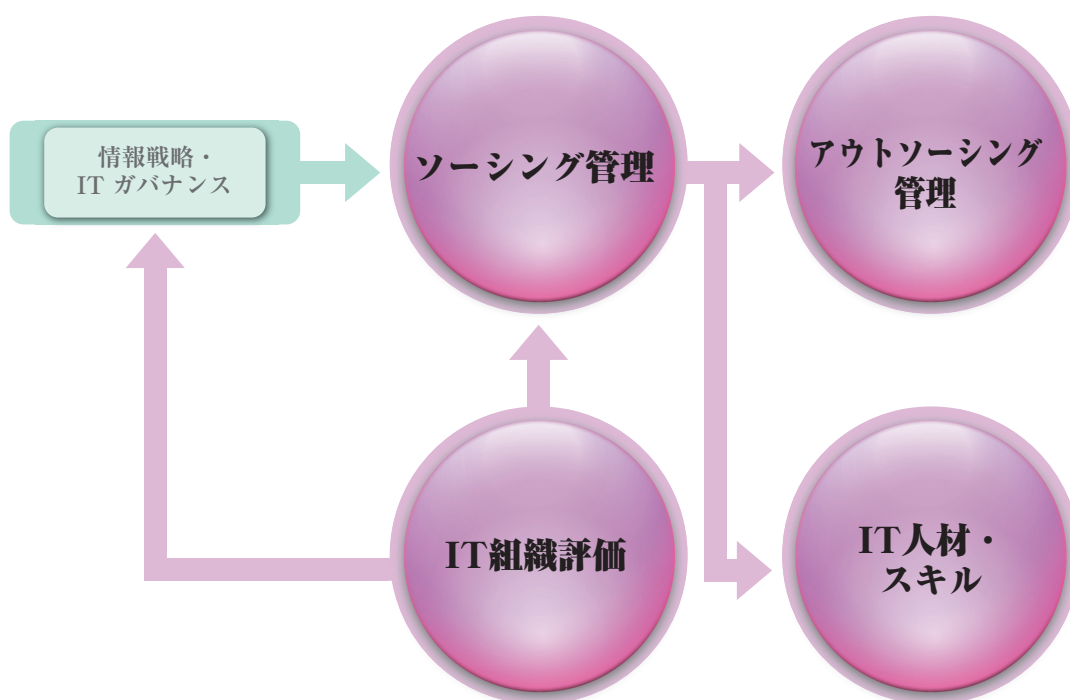 情報戦略・
IT ガバナンス
ソーシング管理
アウトソーシング
管理
IT組織評価
IT人材・
スキル